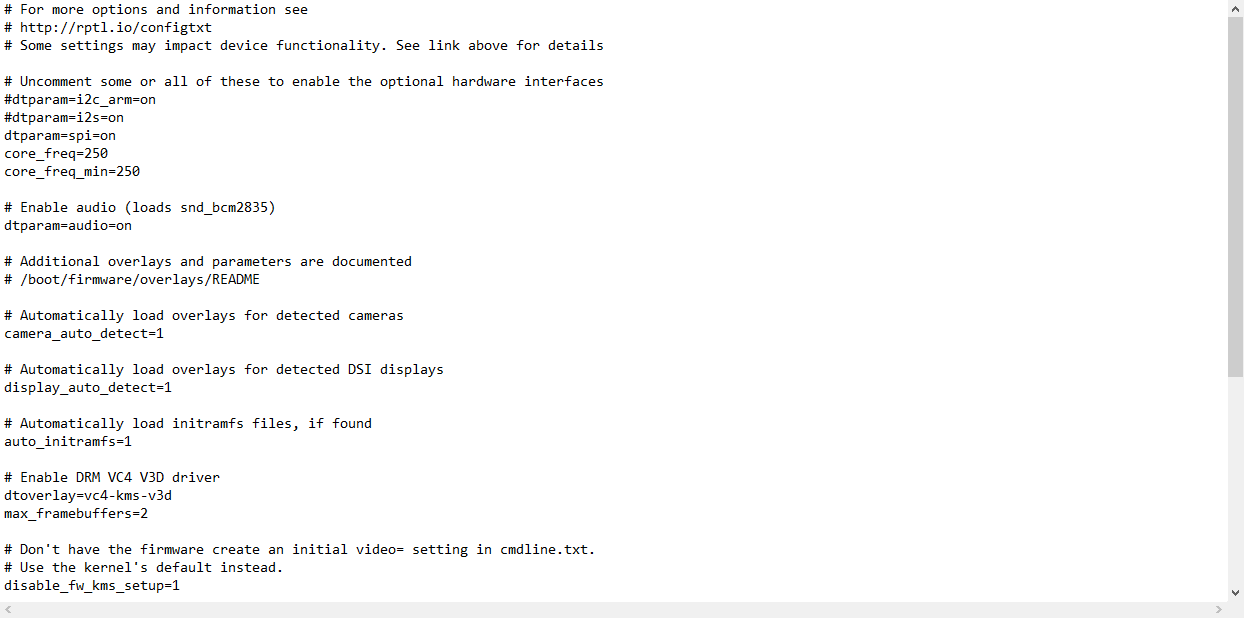 # For more options and information see
# http://rptl.io/configtxt
# Some settings may impact device functionality. See link above for details

# Uncomment some or all of these to enable the optional hardware interfaces
#dtparam=i2c_arm=on
#dtparam=i2s=on
dtparam=spi=on
core_freq=250
core_freq_min=250

# Enable audio (loads snd_bcm2835)
dtparam=audio=on

# Additional overlays and parameters are documented
# /boot/firmware/overlays/README

# Automatically load overlays for detected cameras
camera_auto_detect=1

# Automatically load overlays for detected DSI displays
display_auto_detect=1

# Automatically load initramfs files, if found
auto_initramfs=1

# Enable DRM VC4 V3D driver
dtoverlay=vc4-kms-v3d
max_framebuffers=2

# Don't have the firmware create an initial video= setting in cmdline.txt.
# Use the kernel's default instead.
disable_fw_kms_setup=1